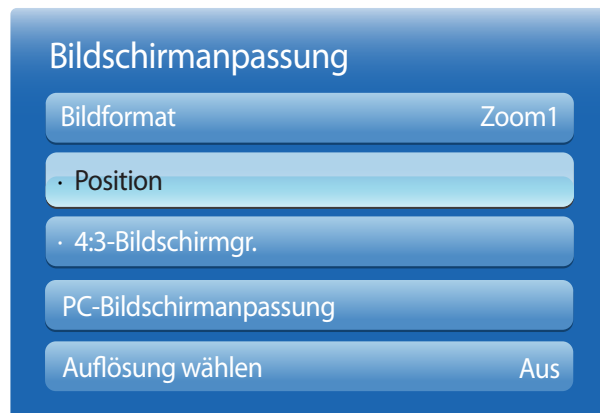 Bildschirmanpassung
Bildformat Zoom1
· Position
· 4:3-Bildschirmgr.
PC-Bildschirmanpassung
Auflösung wählen Aus